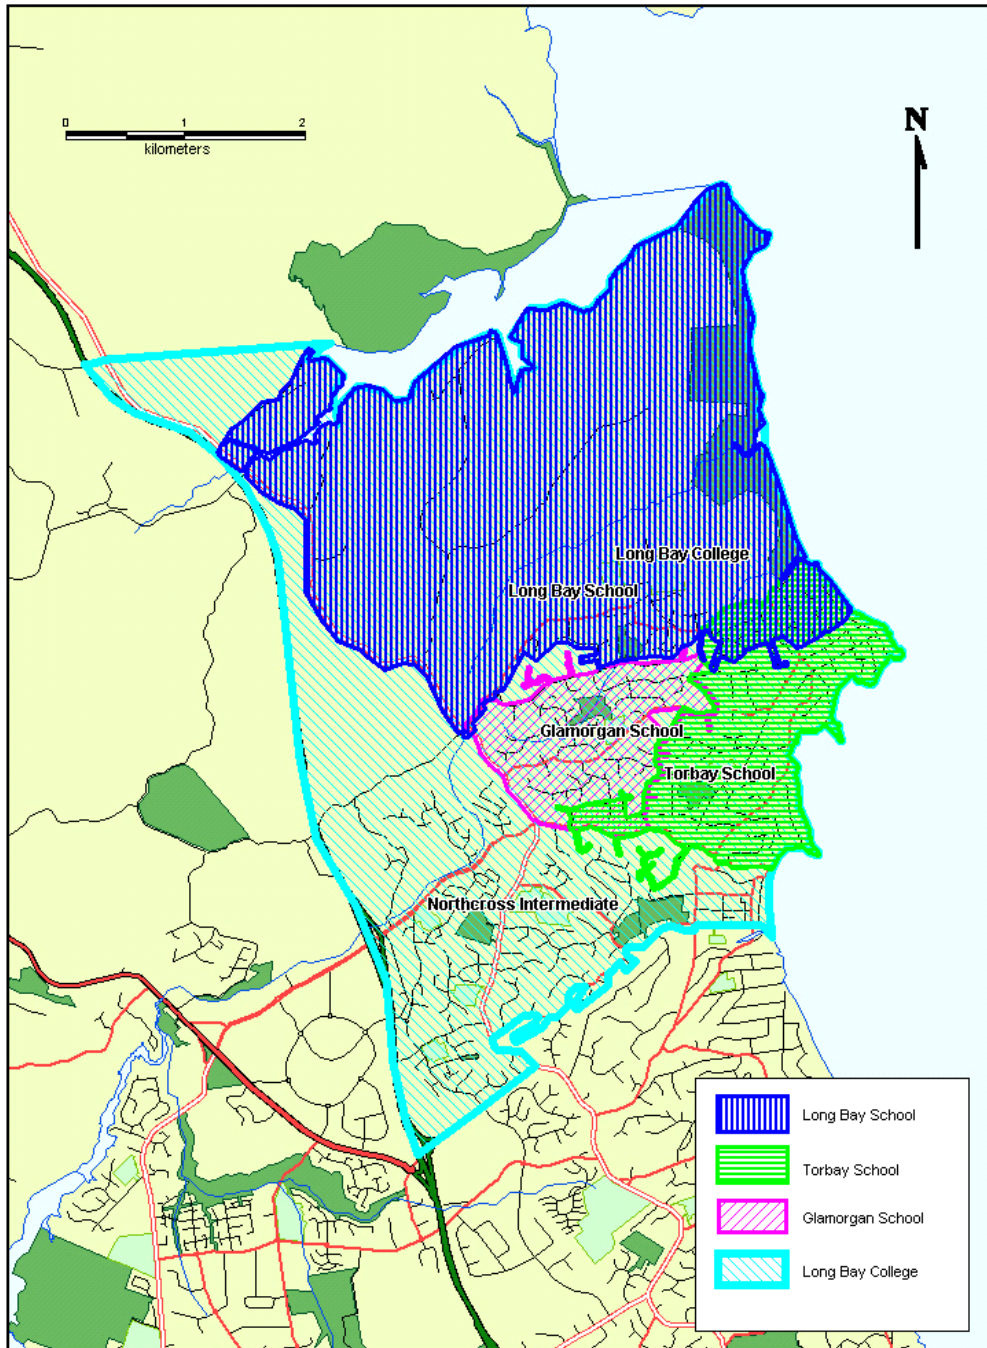 0 1 2
kilometers
N
Long Bay College
Long Bay School
Glamorgan School
Torbay School
Northcross Intermediate
Long Bay School
Torbay School
Glamorgan School
Long Bay College